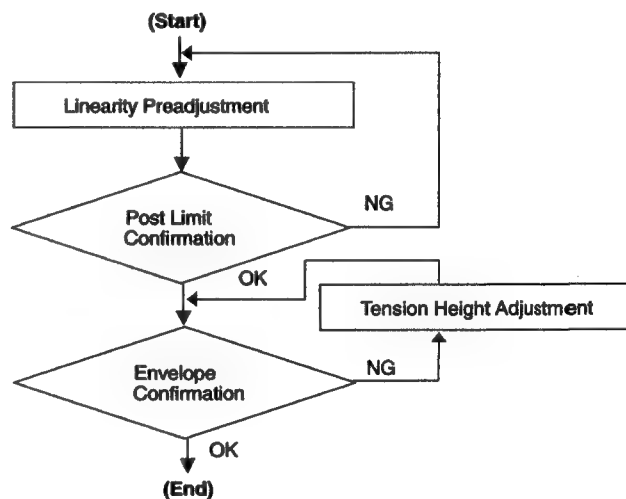 (Start)
Linearity Preadjustment
Post Limit
Confirmation
NG
OK
Tension Height Adjustment
Envelope
Confirmation
NG
OK
(End)